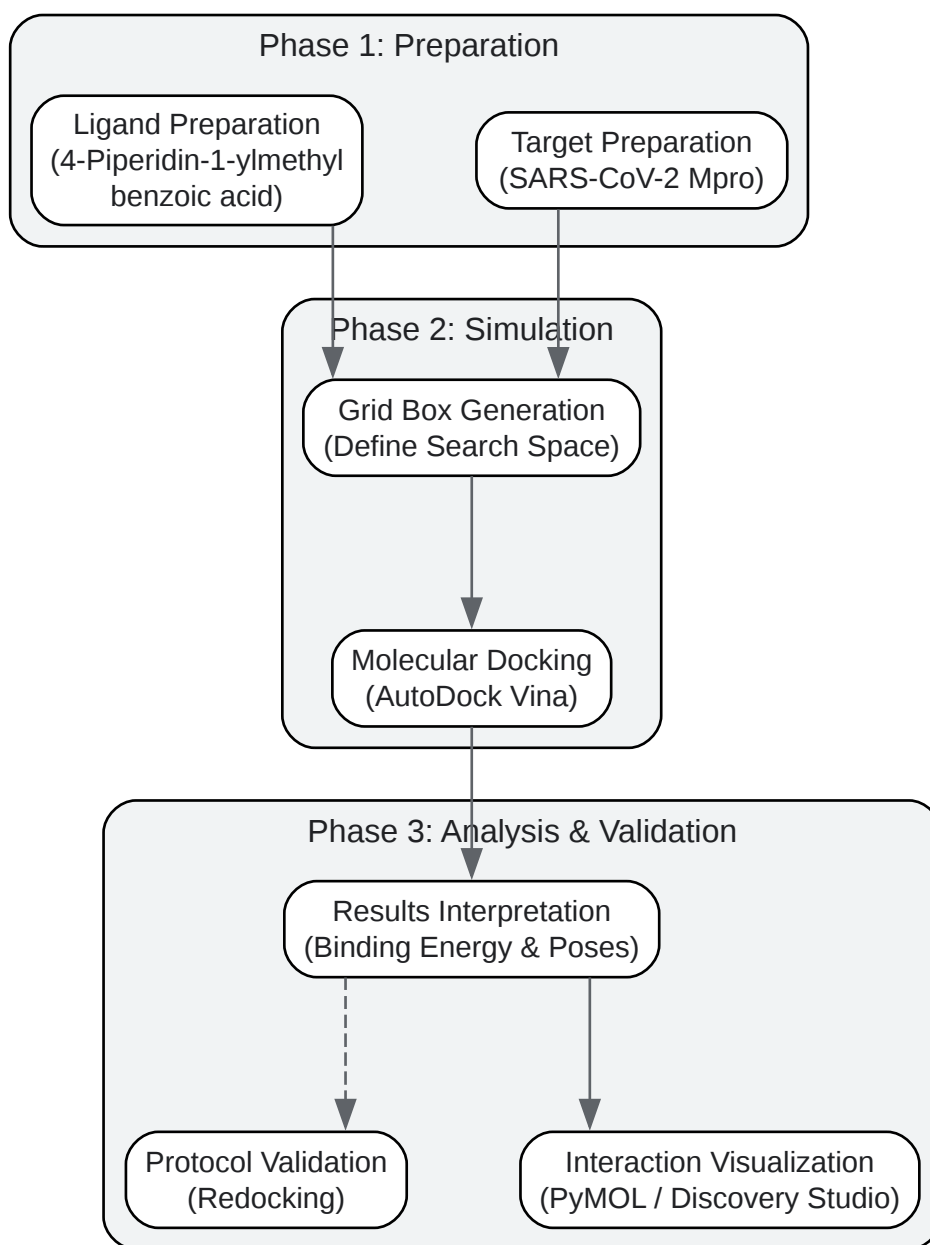 Phase 1: Preparation
Ligand Preparation
(4-Piperidin-1-ylmethyl
benzoic acid)
Target Preparation
(SARS-CoV-2 Mpro)
Phase 2: Simulation
Grid Box Generation
(Define Search Space)
Molecular Docking
(AutoDock Vina)
Phase 3: Analysis & Validation
Results Interpretation
(Binding Energy & Poses)
Protocol Validation
(Redocking)
Interaction Visualization
(PyMOL / Discovery Studio)